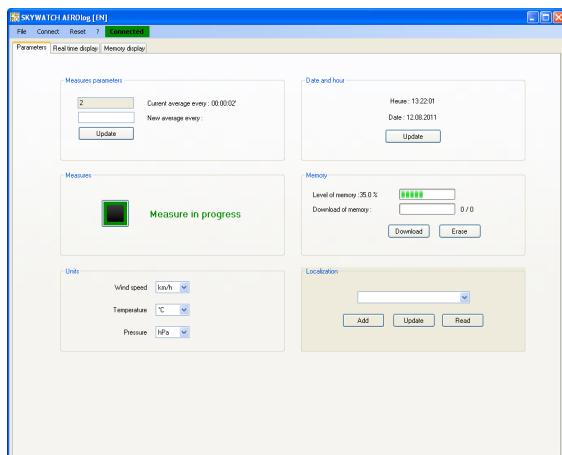 SKYWATCH AEROlog [EN]
File Connect Reset ? Connected
Parameters Real time display Memory display
Measures parameters
2 Current average every : 00:00:02'
New average every :
Update
Date and hour
Heure : 13:22:01
Date : 12.08.2011
Update
Measures
Measure in progress
Memory
Level of memory :35.0 %
Download of memory : 0 / 0
Download Erase
Units
Wind speed km/h
Temperature °C
Pressure hPa
Localization
Add Update Read